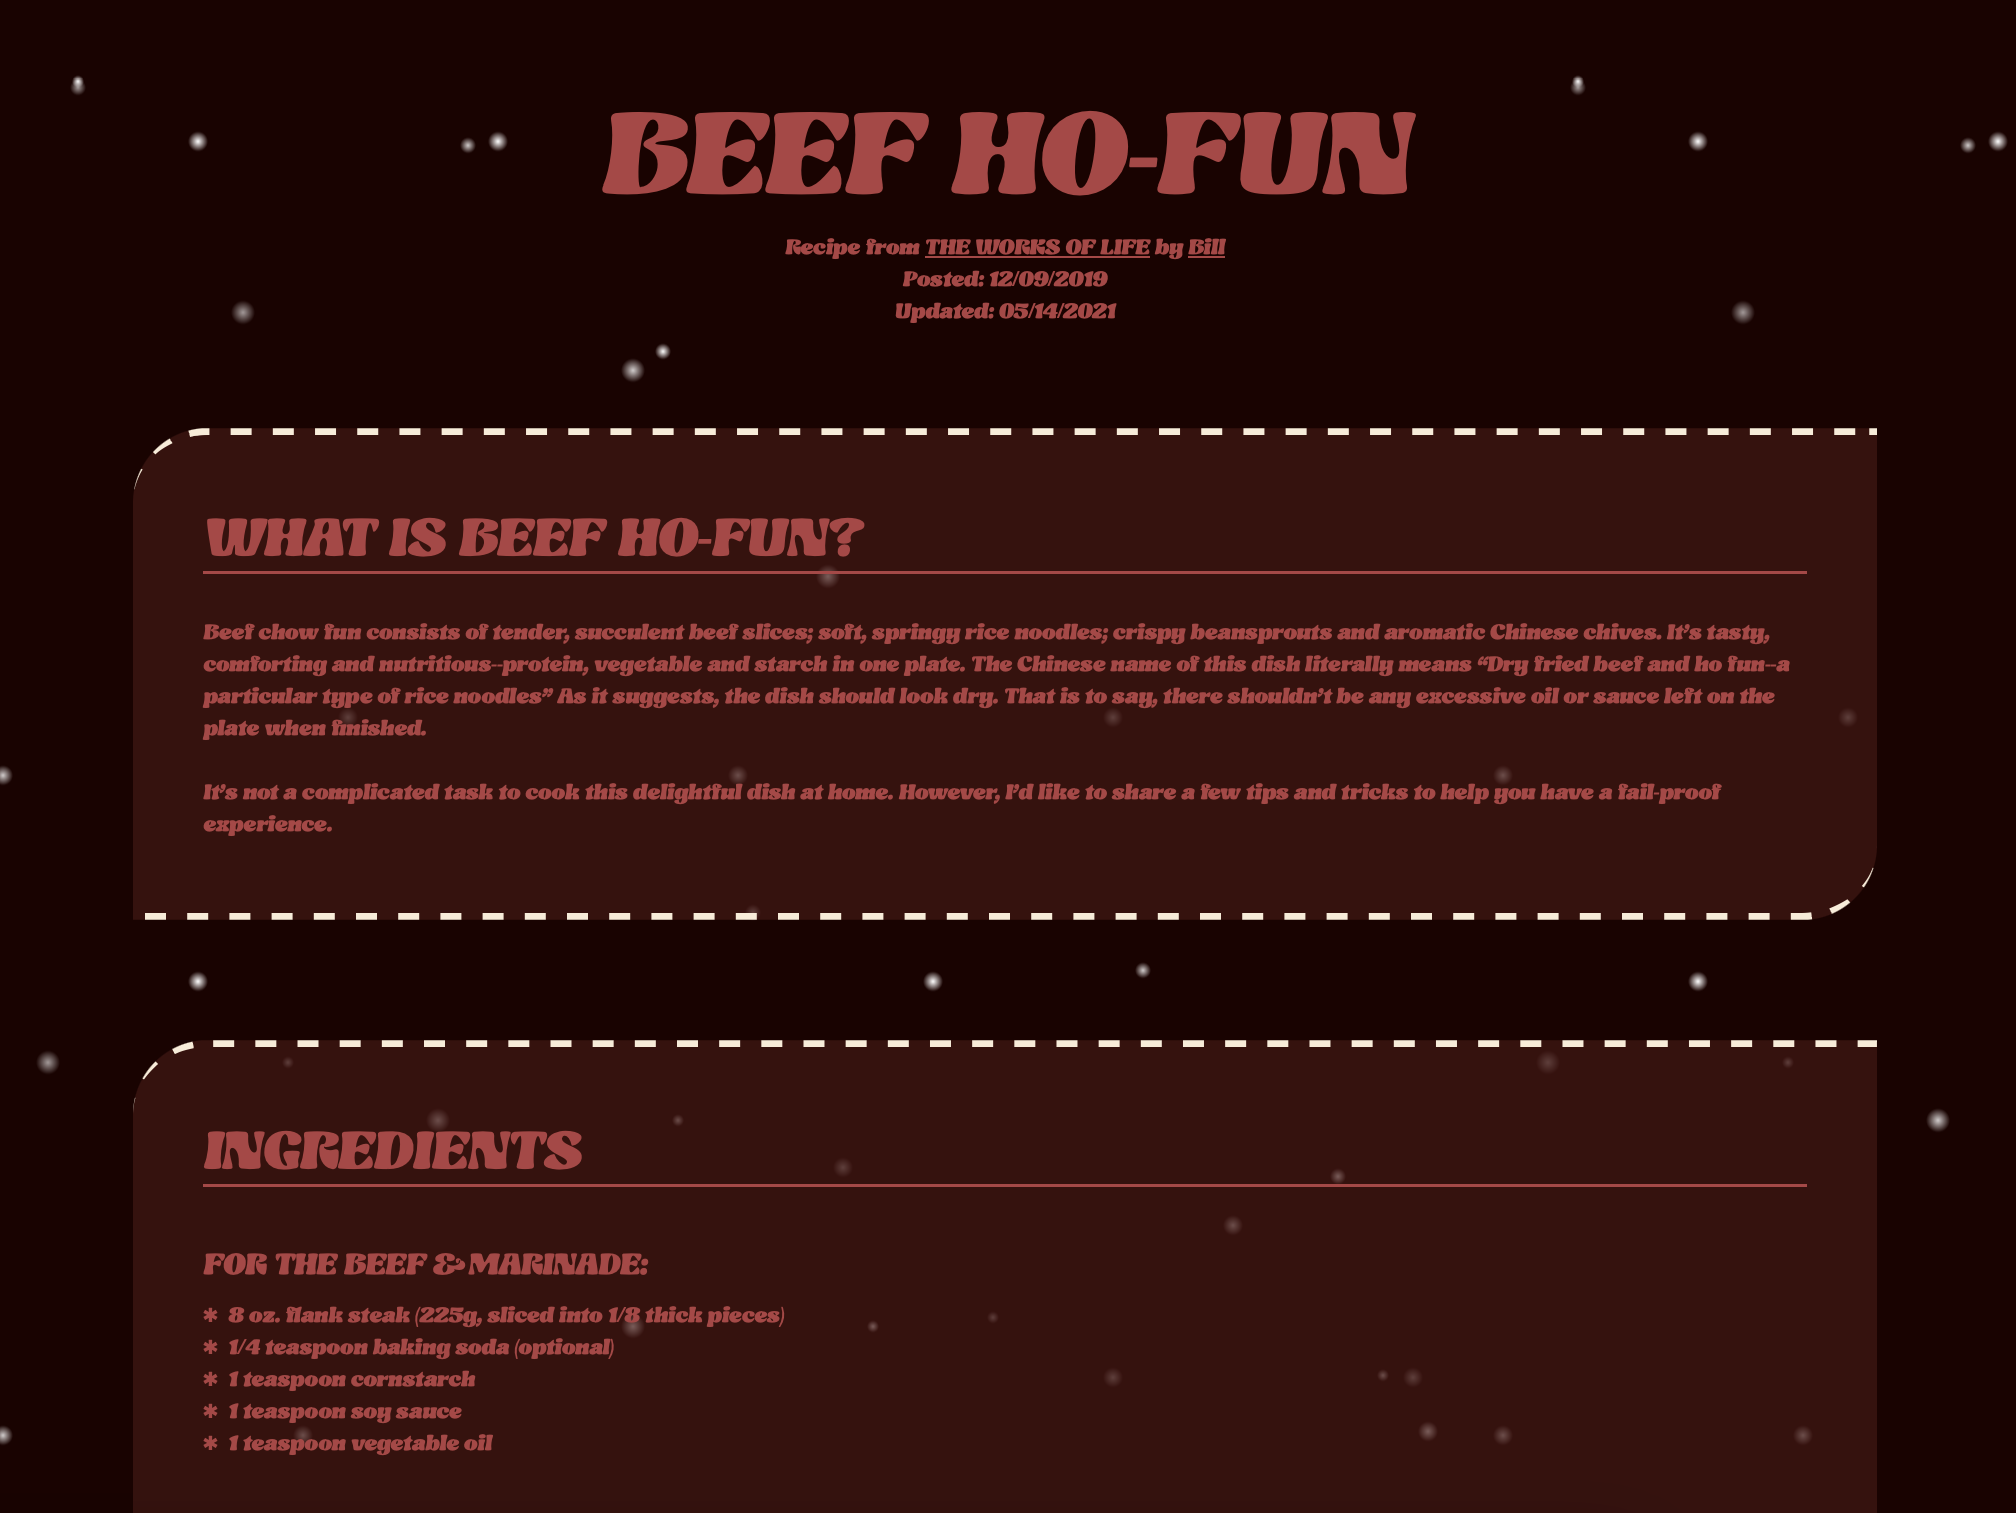 BEEF HO-FUN
Recipe from THE WORKS OF LIFE by Bill
Posted: 12/09/2019
Updated: 05/14/2021
WHAT IS BEEF HO-FUN?
Beef chow fun consists of tender, succulent beef slices; soft, springy rice noodles; crispy beansprouts and aromatic Chinese chives. It’s tasty,
comforting and nutritious--protein, vegetable and starch in one plate. The Chinese name of this dish literally means “Dry fried beef and ho fun–a
particular type of rice noodles” As it suggests, the dish should look dry. That is to say, there shouldn’t be any excessive oil or sauce left on the
plate when finished.
It’s not a complicated task to cook this delightful dish at home. However, I’d like to share a few tips and tricks to help you have a fail-proof
experience.
INGREDIENTS
FOR THE BEEF & MARINADE:
* 8 oz. flank steak (225g, sliced into 1/8 thick pieces)
* 1/4 teaspoon baking soda (optional)
* 1 teaspoon cornstarch
* 1 teaspoon soy sauce
* 1 teaspoon vegetable oil